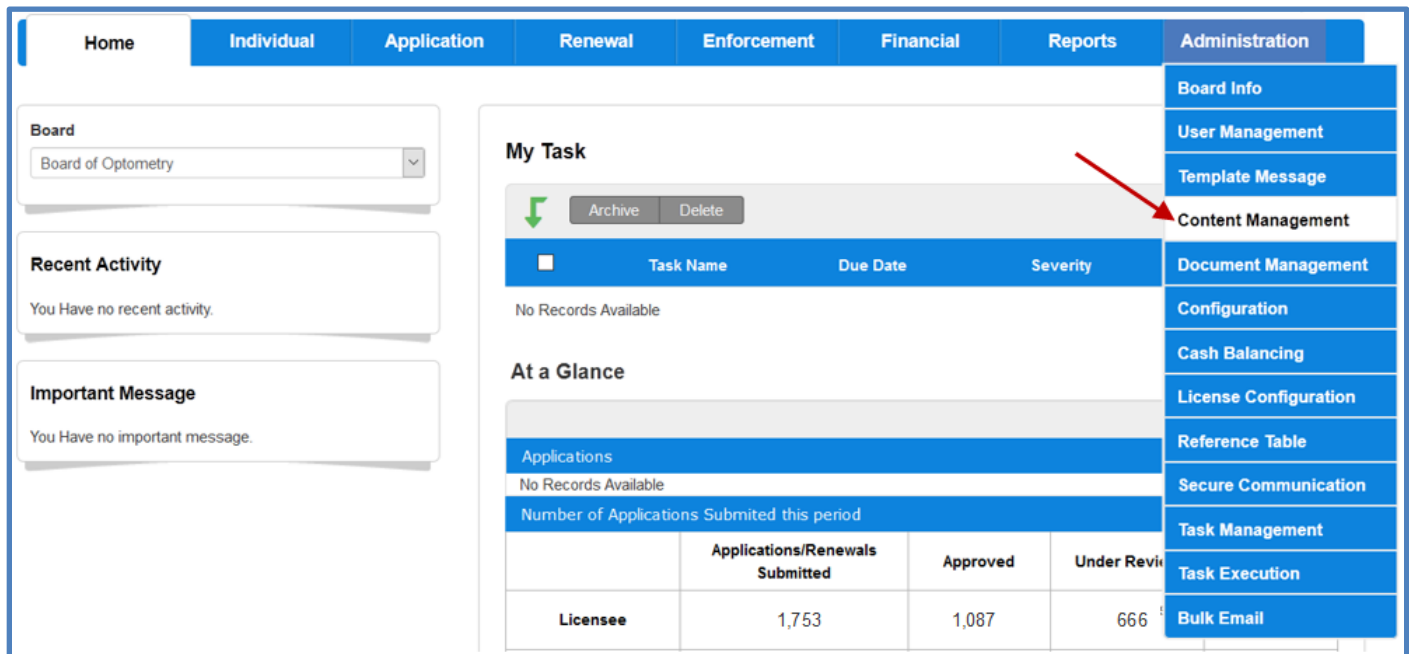 Home Individual Application Renewal Enforcement Financial Reports Administration
Board Info
User Management
Template Message
Content Management
Document Management
Configuration
Cash Balancing
License Configuration
Reference Table
Secure Communication
Task Management
Task Execution
Bulk Email
Board
Board of Optometry
Recent Activity
You Have no recent activity.
Important Message
You Have no important message.
My Task
Archive Delete
Task Name Due Date Severity
No Records Available
At a Glance
Applications
No Records Available
Number of Applications Submited this period
Applications/Renewals
Submitted
Approved
Under
Licensee 1,753 1,087 666